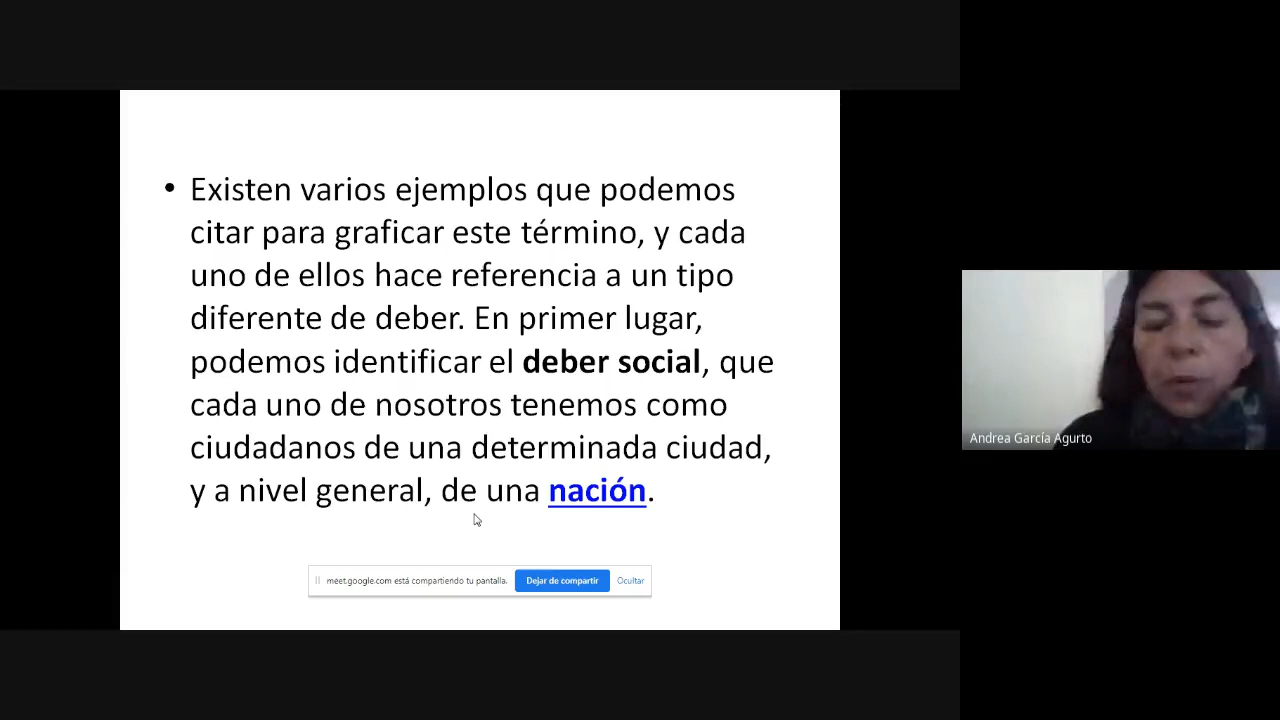 • Existen varios ejemplos que podemos
citar para graficar este término, y cada
uno de ellos hace referencia a un tipo
diferente de deber. En primer lugar,
podemos identificar el deber social, que
cada uno de nosotros tenemos como
ciudadanos de una determinada ciudad,
y a nivel general, de una nación.
meet.google.com está compartiendo tu pantalla. Dejar de compartir Ocultar
Andrea García Agurto